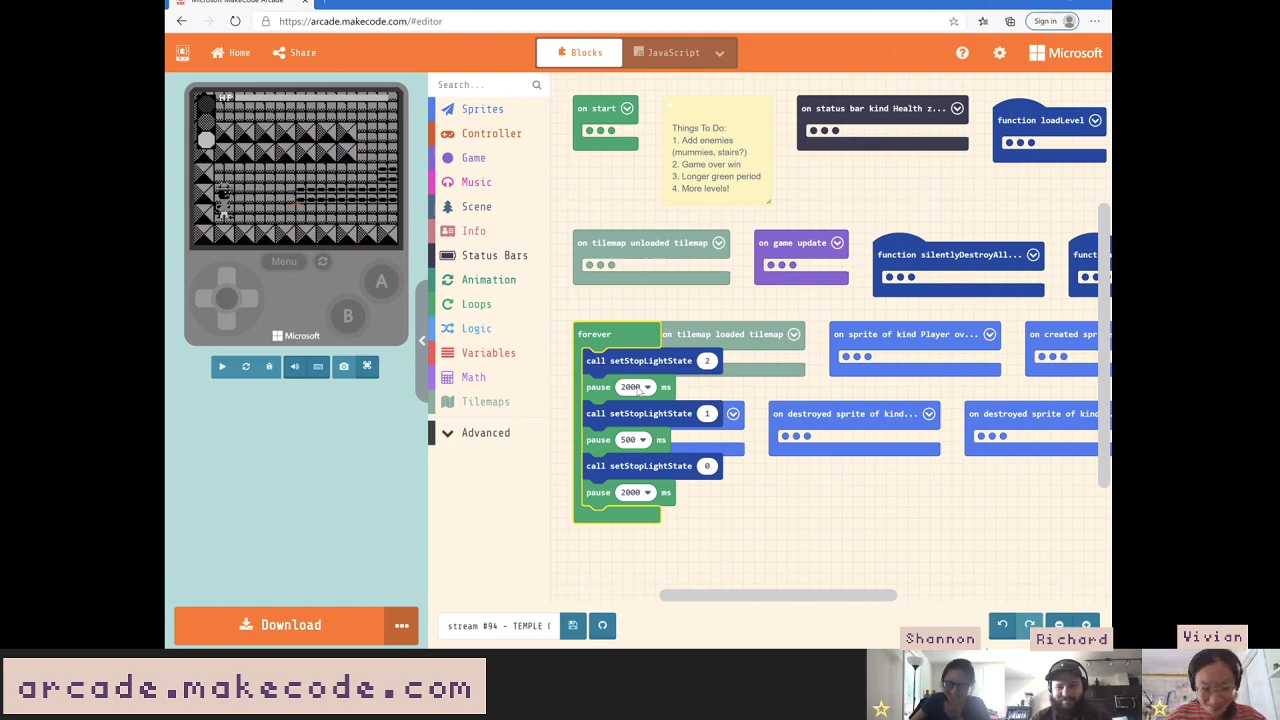 Microsoft MakeCode Arcade
https://arcade.makecode.com/#editor
Sign in
Home
Share
Blocks
JavaScript
Microsoft
HP
Menu
A
B
Microsoft
Search...
Sprites
Controller
Game
Music
Scene
Info
Status Bars
Animation
Loops
Logic
Variables
Math
Tilemaps
Advanced
on start
Things To Do:
1. Add enemies
(mummies, stairs?)
2. Game over win
3. Longer green period
4. More levels!
on status bar kind Health z...
function loadLevel
on tilemap unloaded tilemap
on game update
function silentlyDestroyAll...
funct
forever
on tilemap loaded tilemap
on sprite of kind Player ov...
on created spr
call setStopLightState 2
pause 2000 ms
call setStopLightState 1
on destroyed sprite of kind...
on destroyed sprite of kind
pause 500 ms
call setStopLightState 0
pause 2000 ms
Download
stream #94 - TEMPLE
Shannon
Richard
Vivian
arcade.makecode.com